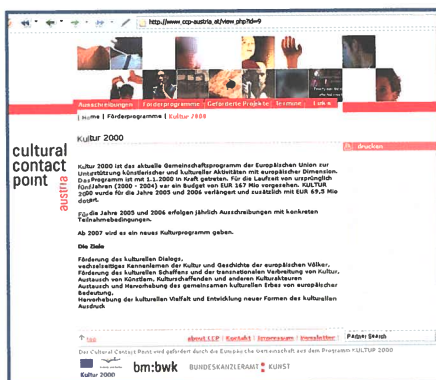 http://www.ccp-austria.at/view.php?id=9
Ausschreibungen | Förderprogramme | Geförderte Projekte | Termine | Links
| Home | Förderprogramme | Kultur 2000
Kultur 2000
drucken
cultural
contact
point
austria
Kultur 2000 ist das aktuelle Gemeinschaftsprogramm der Europäischen Union zur
Unterstützung künstlerischer und kultureller Aktivitäten mit europäischer Dimension.
Das Programm ist mit 1.1.2000 in Kraft getreten. Für die Laufzeit von ursprünglich
fünf Jahren (2000 - 2004) war ein Budget von EUR 167 Mio vorgesehen. KULTUR
2000 wurde für die Jahre 2005 und 2006 verlängert und zusätzlich mit EUR 69,5 Mio
dotiert.
Für die Jahre 2005 und 2006 erfolgen jährlich Ausschreibungen mit konkreten
Teilnahmebedingungen.
Ab 2007 wird es ein neues Kulturprogramm geben.
Die Ziele
Förderung des kulturellen Dialogs,
wechselseitiges Kennenlernen der Kultur und Geschichte der europäischen Völker,
Förderung des kulturellen Schaffens und der transnationalen Verbreitung von Kultur,
Austausch von Künstlern, Kulturschaffenden und anderen Kulturakteuren
Austausch und Hervorhebung des gemeinsamen kulturellen Erbes von europäischer
Bedeutung,
Hervorhebung der kulturellen Vielfalt und Entwicklung neuer Formen des kulturellen
Ausdruck
top about CCP | Kontakt | Impressum | Newsletter | Partner Search
Der Cultural Contact Point wird gefördert durch die Europäische Gemeinschaft aus dem Programm KULTUR 2000
Kultur 2000 bm:bwk BUNDESKANZLERAMT KUNST